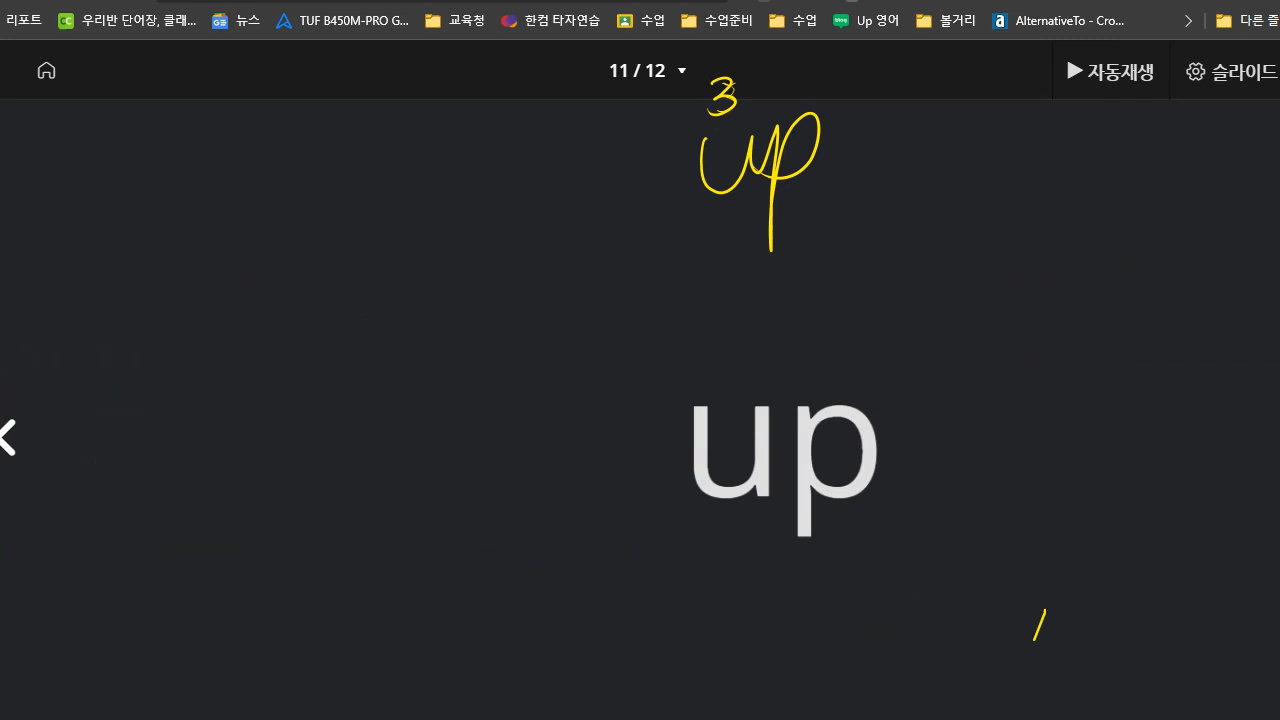 리포트 우리반 단어장, 클래... 뉴스 TUF B450M-PRO G... 교육청 한컴 타자연습 수업 수업준비 수업 Up 영어 볼거리 AlternativeTo - Cro... 다른 즐
11 / 12 자동재생 슬라이드
3
up
up